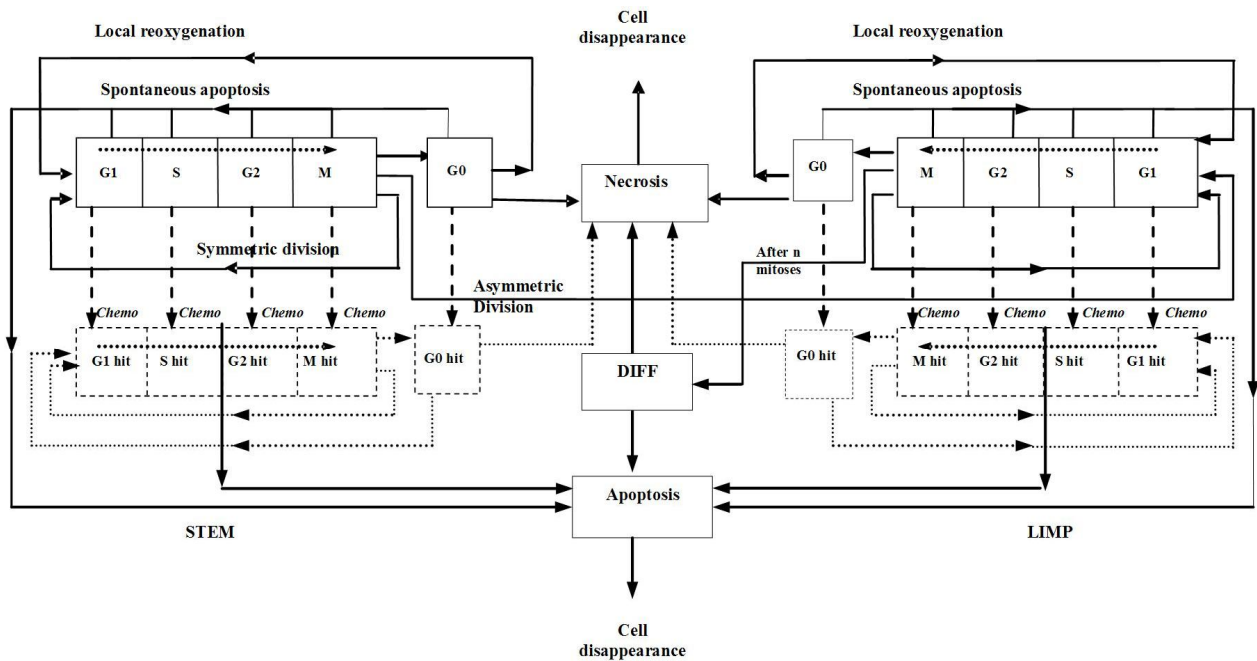 Cell
disappearance
Local reoxygenation
Local reoxygenation
Spontaneous apoptosis
Spontaneous apoptosis
G1 S G2 M
G0
Necrosis
G0
M G2 S G1
Symmetric division
After n
mitoses
Asymmetric
Division
Chemo Chemo Chemo Chemo
Chemo Chemo Chemo Chemo
G1 hit S hit G2 hit M hit
G0 hit
DIFF
G0 hit
M hit G2 hit S hit G1 hit
Apoptosis
STEM
LIMP
Cell
disappearance